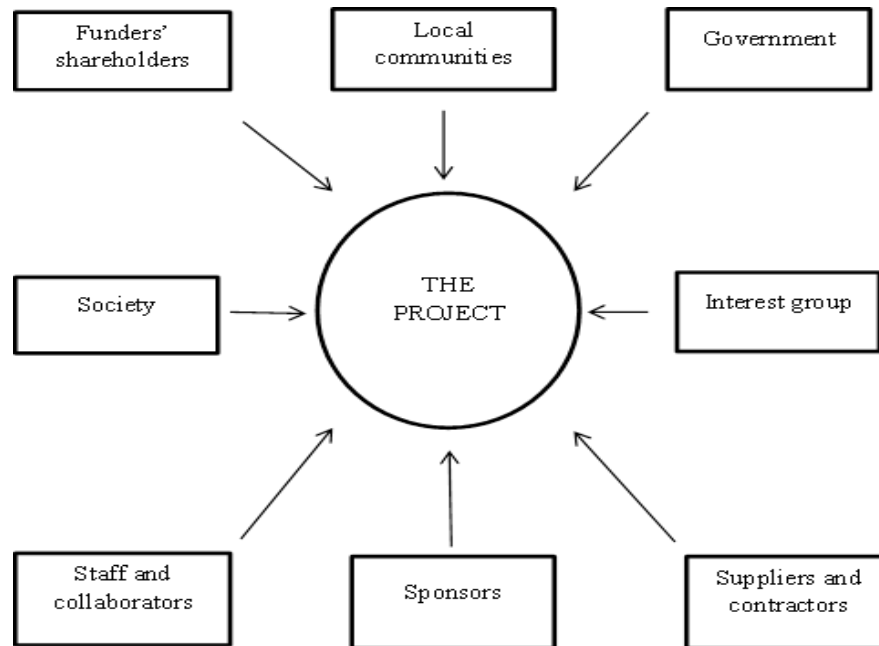 Funders'
shareholders
Local
communities
Government
Society
THE
PROJECT
Interest group
Staff and
collaborators
Sponsors
Suppliers and
contractors